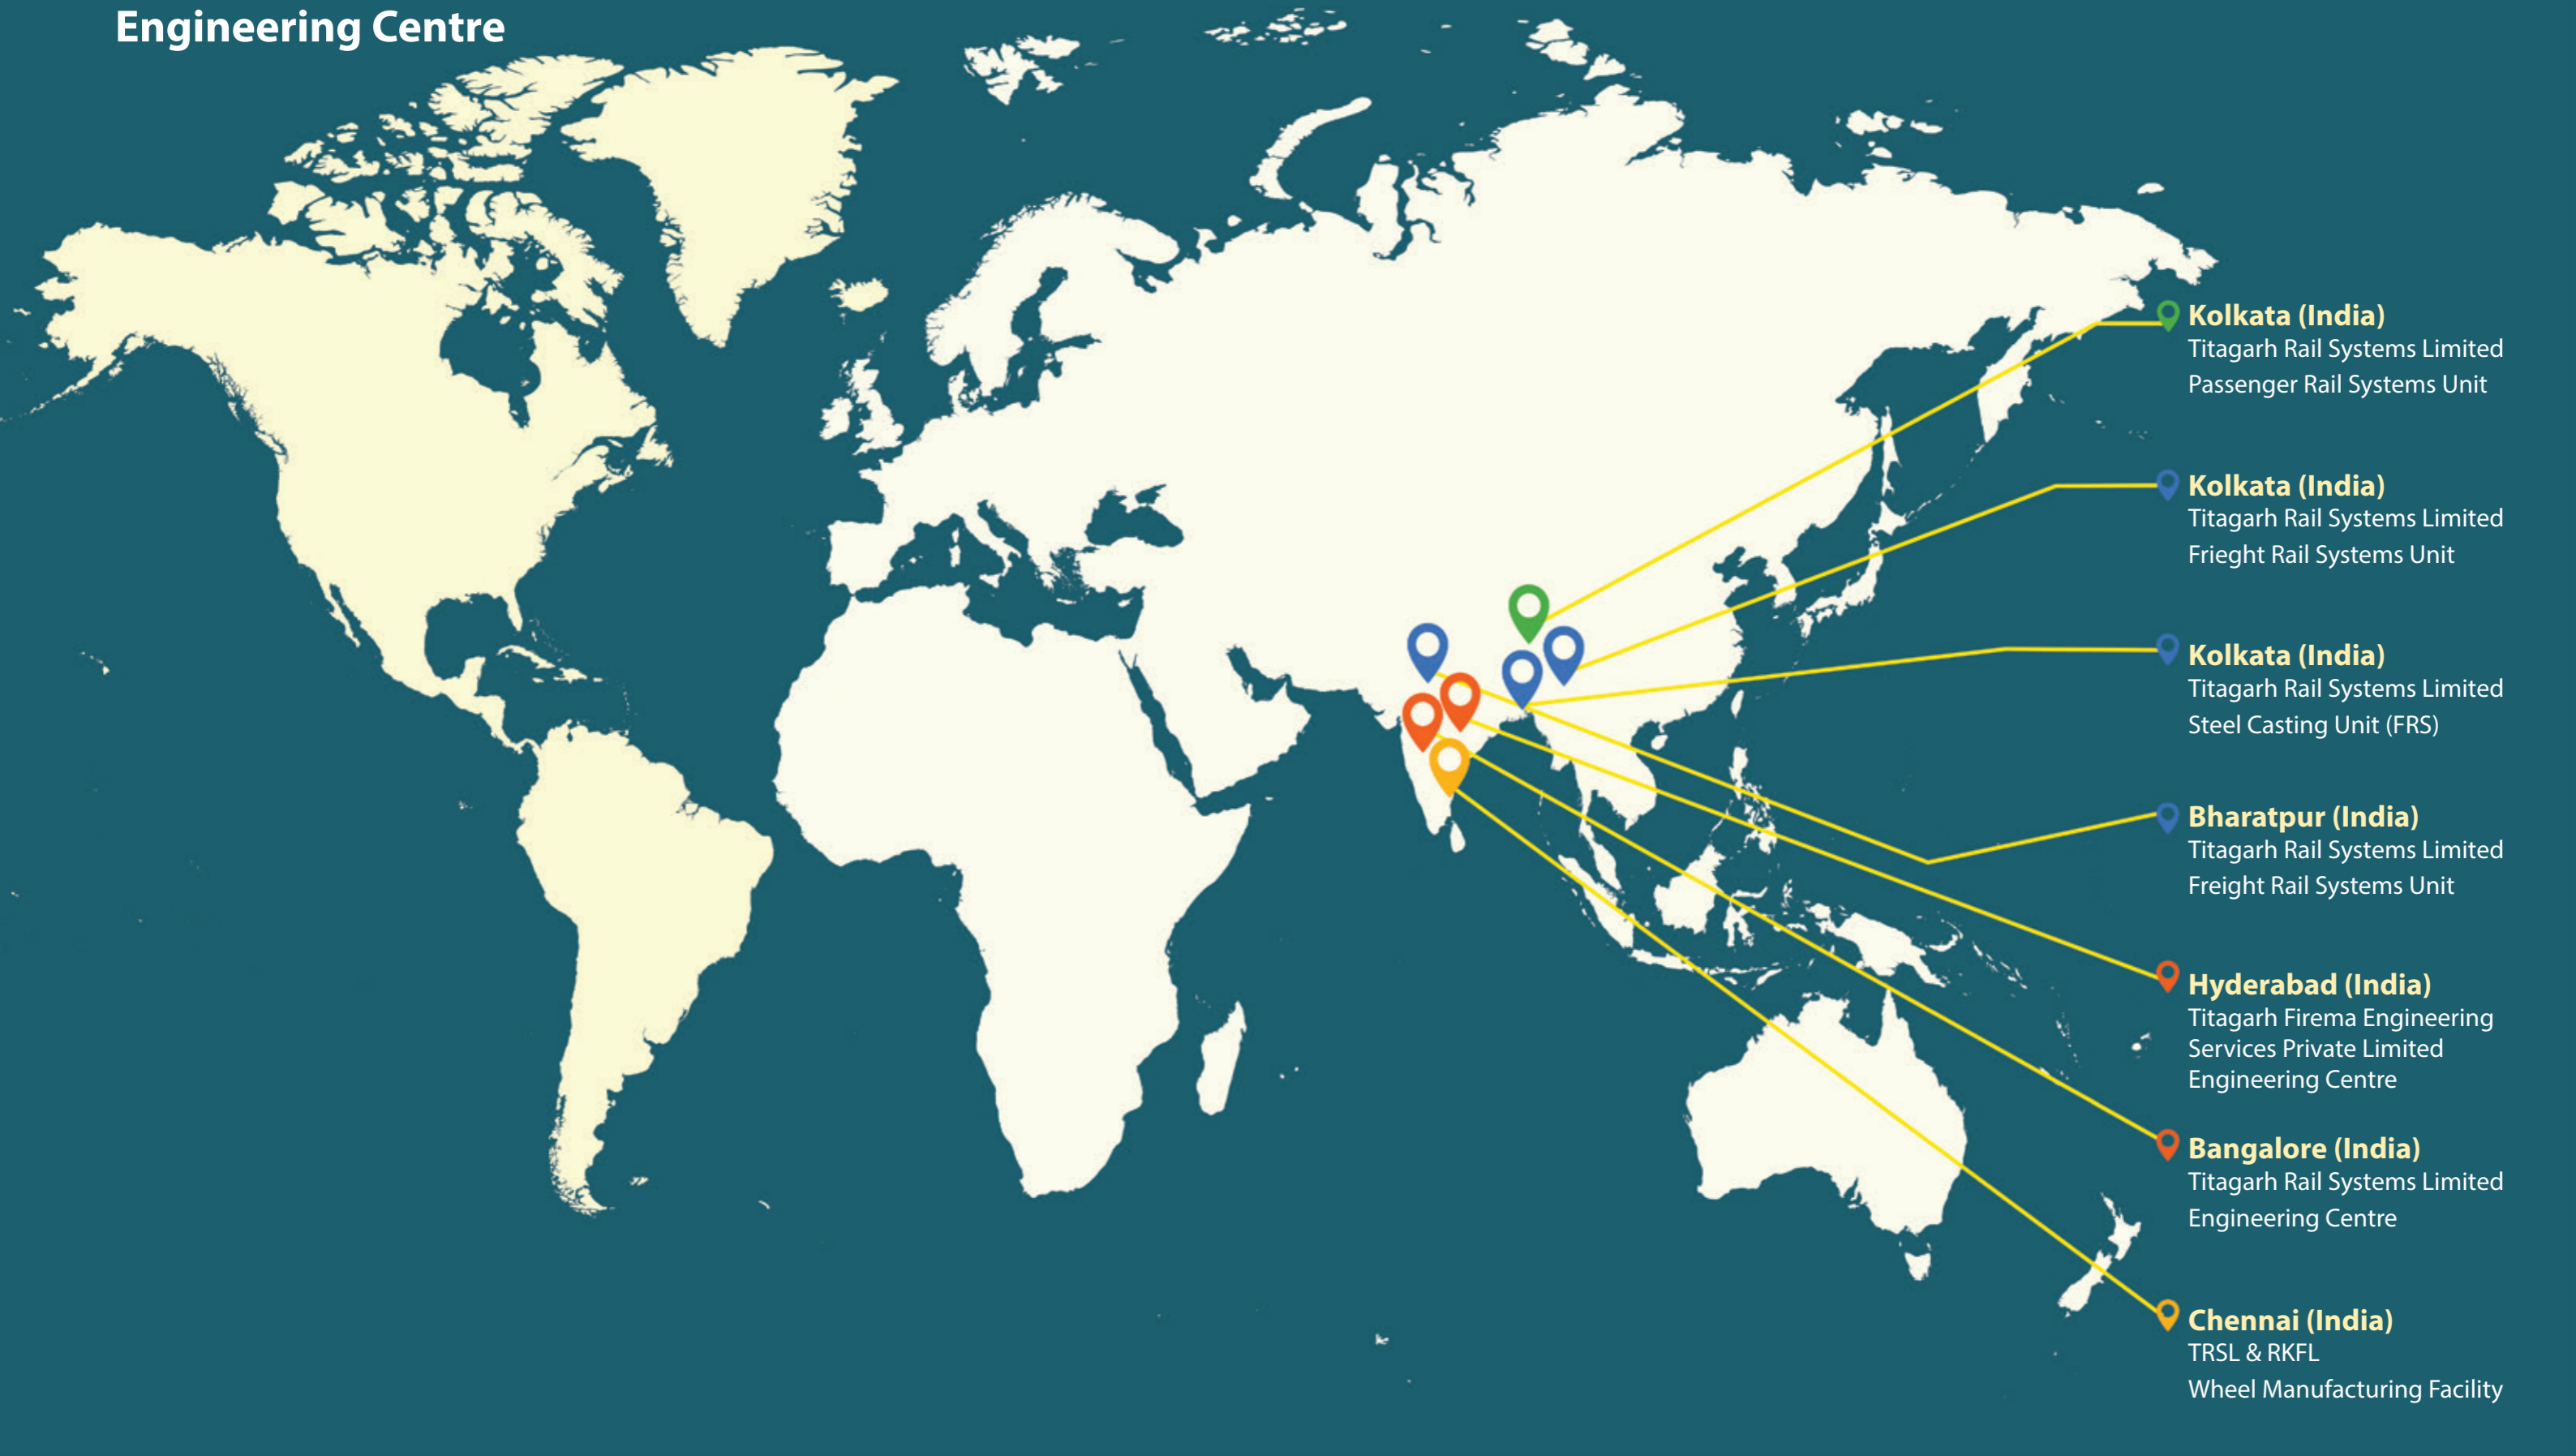 Engineering Centre
Kolkata (India)
Titagarh Rail Systems Limited
Passenger Rail Systems Unit
Kolkata (India)
Titagarh Rail Systems Limited
Frieght Rail Systems Unit
Kolkata (India)
Titagarh Rail Systems Limited
Steel Casting Unit (FRS)
Bharatpur (India)
Titagarh Rail Systems Limited
Freight Rail Systems Unit
Hyderabad (India)
Titagarh Firema Engineering
Services Private Limited
Engineering Centre
Bangalore (India)
Titagarh Rail Systems Limited
Engineering Centre
Chennai (India)
TRSL & RKFL
Wheel Manufacturing Facility